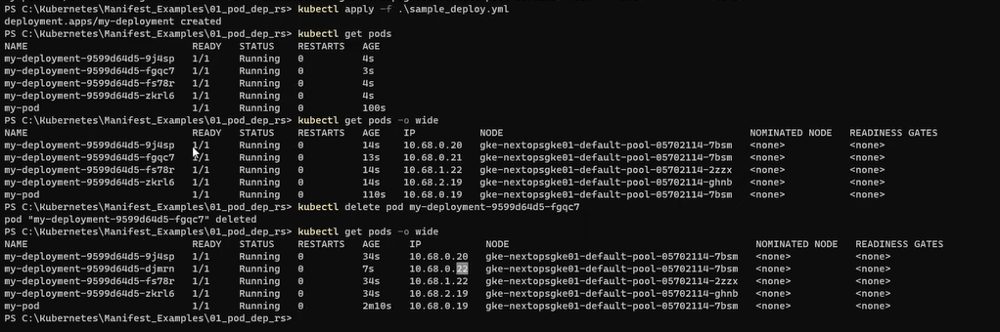 PS C:\Kubernetes\Manifest_Examples\01_pod_dep_rs> kubectl apply -f .\sample_deploy.yml
deployment.apps/my-deployment created
PS C:\Kubernetes\Manifest_Examples\01_pod_dep_rs> kubectl get pods
NAME READY STATUS RESTARTS AGE
my-deployment-9599d64d5-9j4sp 1/1 Running 0 4s
my-deployment-9599d64d5-fgqc7 1/1 Running 0 3s
my-deployment-9599d64d5-fs78r 1/1 Running 0 4s
my-deployment-9599d64d5-zkrl6 1/1 Running 0 4s
my-pod 1/1 Running 0 100s
PS C:\Kubernetes\Manifest_Examples\01_pod_dep_rs> kubectl get pods -o wide
NAME READY STATUS RESTARTS AGE IP NODE NOMINATED NODE READINESS GATES
my-deployment-9599d64d5-9j4sp 1/1 Running 0 14s 10.68.0.20 gke-nextopsgke01-default-pool-05702114-7bsm <none> <none>
my-deployment-9599d64d5-fgqc7 1/1 Running 0 13s 10.68.0.21 gke-nextopsgke01-default-pool-05702114-7bsm <none> <none>
my-deployment-9599d64d5-fs78r 1/1 Running 0 14s 10.68.1.22 gke-nextopsgke01-default-pool-05702114-2zzx <none> <none>
my-deployment-9599d64d5-zkrl6 1/1 Running 0 14s 10.68.2.19 gke-nextopsgke01-default-pool-05702114-ghnb <none> <none>
my-pod 1/1 Running 0 110s 10.68.0.19 gke-nextopsgke01-default-pool-05702114-7bsm <none> <none>
PS C:\Kubernetes\Manifest_Examples\01_pod_dep_rs> kubectl delete pod my-deployment-9599d64d5-fgqc7
pod "my-deployment-9599d64d5-fgqc7" deleted
PS C:\Kubernetes\Manifest_Examples\01_pod_dep_rs> kubectl get pods -o wide
NAME READY STATUS RESTARTS AGE IP NODE NOMINATED NODE READINESS GATES
my-deployment-9599d64d5-9j4sp 1/1 Running 0 34s 10.68.0.20 gke-nextopsgke01-default-pool-05702114-7bsm <none> <none>
my-deployment-9599d64d5-djmrn 1/1 Running 0 7s 10.68.0.22 gke-nextopsgke01-default-pool-05702114-7bsm <none> <none>
my-deployment-9599d64d5-fs78r 1/1 Running 0 34s 10.68.1.22 gke-nextopsgke01-default-pool-05702114-2zzx <none> <none>
my-deployment-9599d64d5-zkrl6 1/1 Running 0 34s 10.68.2.19 gke-nextopsgke01-default-pool-05702114-ghnb <none> <none>
my-pod 1/1 Running 0 2m10s 10.68.0.19 gke-nextopsgke01-default-pool-05702114-7bsm <none> <none>
PS C:\Kubernetes\Manifest_Examples\01_pod_dep_rs>